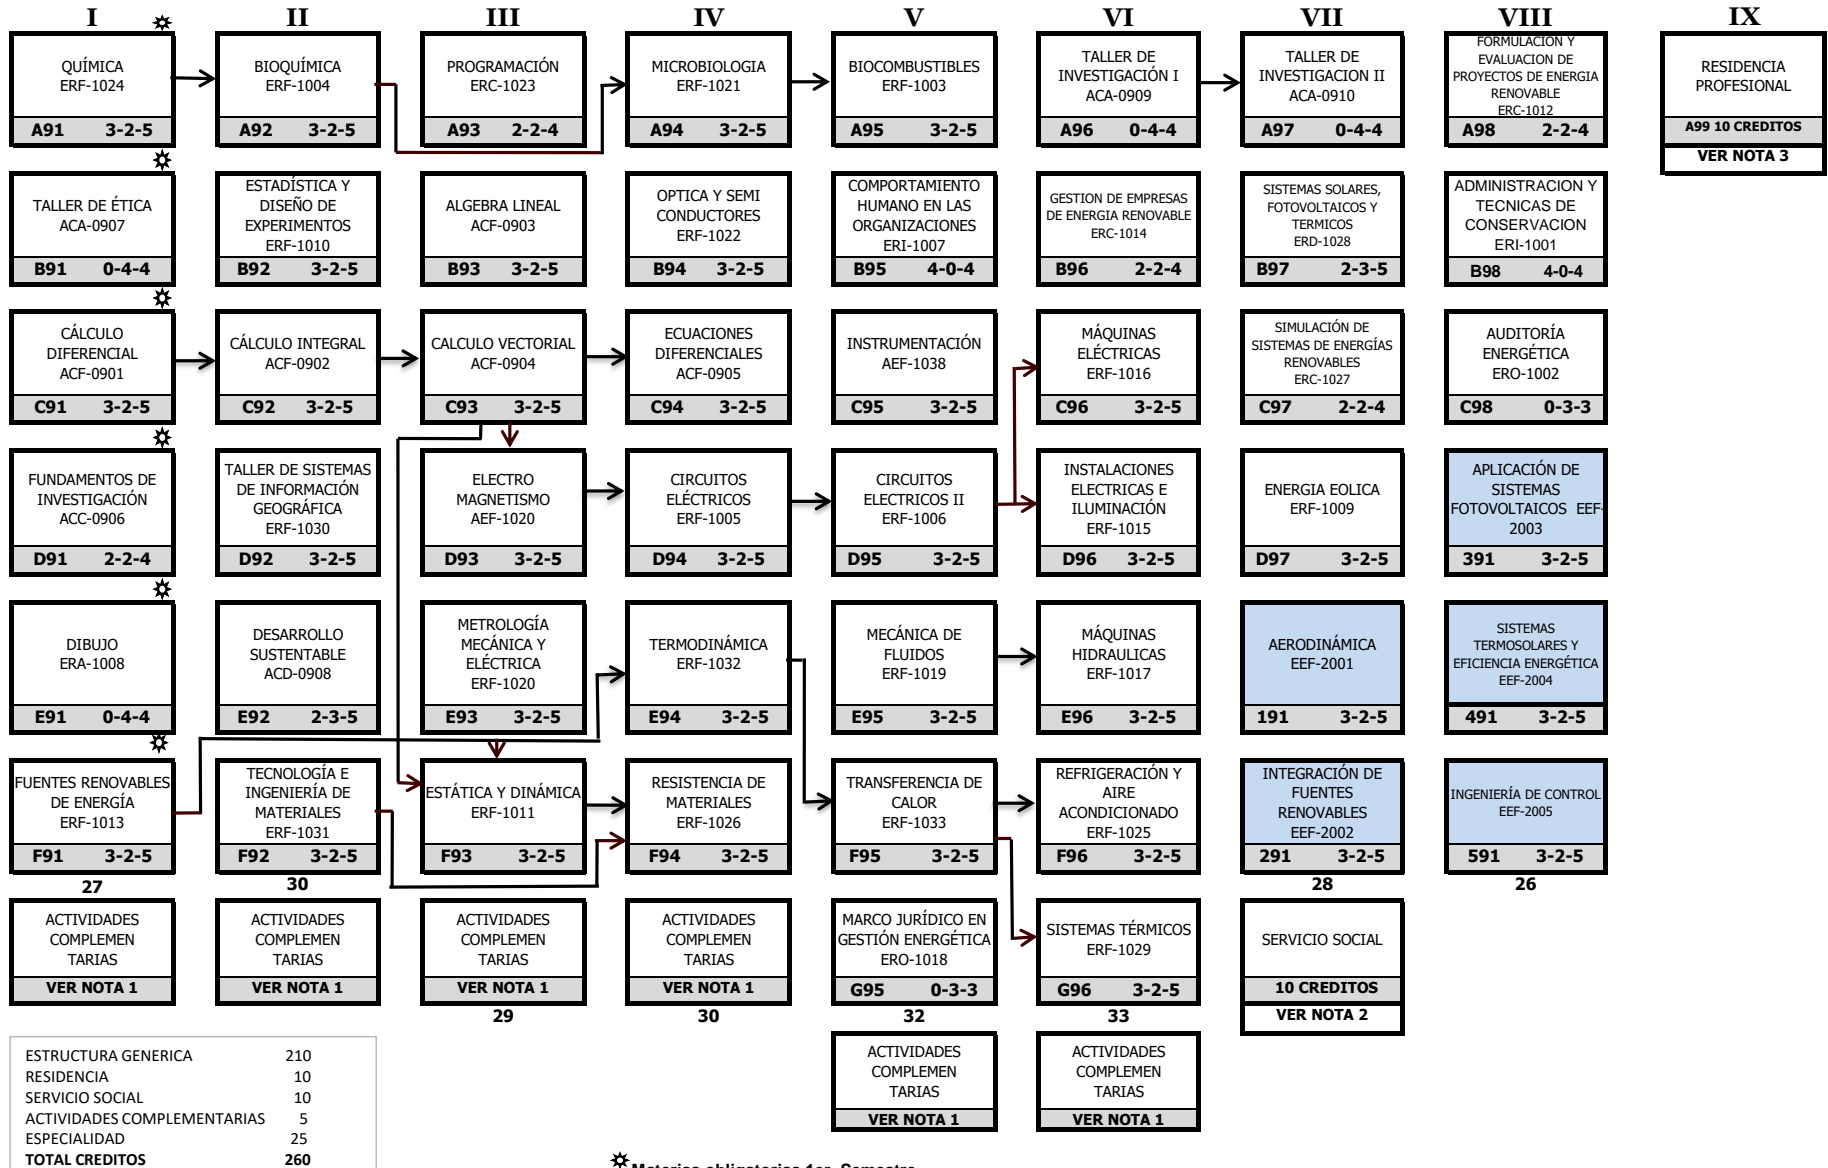 I II III IV V VI VII VIII IX
QUÍMICA
ERF-1024
A91 3-2-5
BIOQUÍMICA
ERF-1004
A92 3-2-5
PROGRAMACIÓN
ERC-1023
A93 2-2-4
MICROBIOLOGIA
ERF-1021
A94 3-2-5
BIOCOMBUSTIBLES
ERF-1003
A95 3-2-5
TALLER DE
INVESTIGACIÓN I
ACA-0909
A96 0-4-4
TALLER DE
INVESTIGACION II
ACA-0910
A97 0-4-4
FORMULACION Y
EVALUACION DE
PROYECTOS DE ENERGIA
RENOVABLE
ERC-1012
A98 2-2-4
RESIDENCIA
PROFESIONAL
A99 10 CREDITOS
VER NOTA 3
TALLER DE ÉTICA
ACA-0907
B91 0-4-4
ESTADÍSTICA Y
DISEÑO DE
EXPERIMENTOS
ERF-1010
B92 3-2-5
ALGEBRA LINEAL
ACF-0903
B93 3-2-5
OPTICA Y SEMI
CONDUCTORES
ERF-1022
B94 3-2-5
COMPORTAMIENTO
HUMANO EN LAS
ORGANIZACIONES
ERI-1007
B95 4-0-4
GESTION DE EMPRESAS
DE ENERGIA RENOVABLE
ERC-1014
B96 2-2-4
SISTEMAS SOLARES,
FOTOVOLTAICOS Y
TERMICOS
ERD-1028
B97 2-3-5
ADMINISTRACION Y
TECNICAS DE
CONSERVACION
ERI-1001
B98 4-0-4
CÁLCULO
DIFERENCIAL
ACF-0901
C91 3-2-5
CÁLCULO INTEGRAL
ACF-0902
C92 3-2-5
CALCULO VECTORIAL
ACF-0904
C93 3-2-5
ECUACIONES
DIFERENCIALES
ACF-0905
C94 3-2-5
INSTRUMENTACIÓN
AEF-1038
C95 3-2-5
MÁQUINAS
ELÉCTRICAS
ERF-1016
C96 3-2-5
SIMULACIÓN DE
SISTEMAS DE ENERGÍAS
RENOVABLES
ERC-1027
C97 2-2-4
AUDITORÍA
ENERGÉTICA
ERO-1002
C98 0-3-3
FUNDAMENTOS DE
INVESTIGACIÓN
ACC-0906
D91 2-2-4
TALLER DE SISTEMAS
DE INFORMACIÓN
GEOGRÁFICA
ERF-1030
D92 3-2-5
ELECTRO
MAGNETISMO
AEF-1020
D93 3-2-5
CIRCUITOS
ELÉCTRICOS
ERF-1005
D94 3-2-5
CIRCUITOS
ELECTRICOS II
ERF-1006
D95 3-2-5
INSTALACIONES
ELECTRICAS E
ILUMINACIÓN
ERF-1015
D96 3-2-5
ENERGIA EOLICA
ERF-1009
D97 3-2-5
APLICACIÓN DE
SISTEMAS
FOTOVOLTAICOS EEF-
2003
391 3-2-5
DIBUJO
ERA-1008
E91 0-4-4
DESARROLLO
SUSTENTABLE
ACD-0908
E92 2-3-5
METROLOGÍA
MECÁNICA Y
ELÉCTRICA
ERF-1020
E93 3-2-5
TERMODINÁMICA
ERF-1032
E94 3-2-5
MECÁNICA DE
FLUIDOS
ERF-1019
E95 3-2-5
MÁQUINAS
HIDRAULICAS
ERF-1017
E96 3-2-5
AERODINÁMICA
EEF-2001
191 3-2-5
SISTEMAS
TERMOSOLARES Y
EFICIENCIA ENERGÉTICA
EEF-2004
491 3-2-5
FUENTES RENOVABLES
DE ENERGÍA
ERF-1013
F91 3-2-5
27
TECNOLOGÍA E
INGENIERÍA DE
MATERIALES
ERF-1031
F92 3-2-5
30
ESTÁTICA Y DINÁMICA
ERF-1011
F93 3-2-5
RESISTENCIA DE
MATERIALES
ERF-1026
F94 3-2-5
TRANSFERENCIA DE
CALOR
ERF-1033
F95 3-2-5
REFRIGERACIÓN Y
AIRE
ACONDICIONADO
ERF-1025
F96 3-2-5
INTEGRACIÓN DE
FUENTES
RENOVABLES
EEF-2002
291 3-2-5
28
INGENIERÍA DE CONTROL
EEF-2005
591 3-2-5
26
ACTIVIDADES
COMPLEMEN
TARIAS
VER NOTA 1
ACTIVIDADES
COMPLEMEN
TARIAS
VER NOTA 1
ACTIVIDADES
COMPLEMEN
TARIAS
VER NOTA 1
29
ACTIVIDADES
COMPLEMEN
TARIAS
VER NOTA 1
30
MARCO JURÍDICO EN
GESTIÓN ENERGÉTICA
ERO-1018
G95 0-3-3
32
SISTEMAS TÉRMICOS
ERF-1029
G96 3-2-5
33
SERVICIO SOCIAL
10 CREDITOS
VER NOTA 2
ACTIVIDADES
COMPLEMEN
TARIAS
VER NOTA 1
ACTIVIDADES
COMPLEMEN
TARIAS
VER NOTA 1
ESTRUCTURA GENERICA 210
RESIDENCIA 10
SERVICIO SOCIAL 10
ACTIVIDADES COMPLEMENTARIAS 5
ESPECIALIDAD 25
TOTAL CREDITOS 260
Materias obligatorias 1er. Semestre